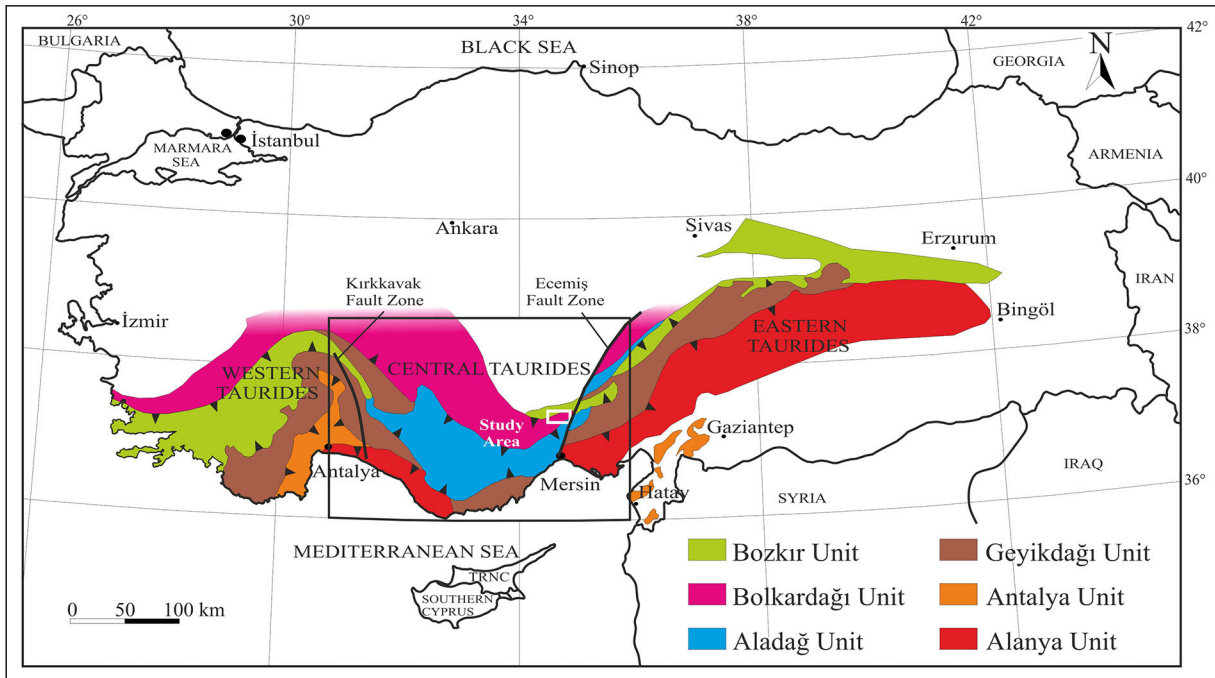 26°
30°
34°
38°
42°
42°
BULGARIA
BLACK SEA
Sinop
N
GEORGIA
İstanbul
MARMARA
SEA
ARMENIA
40°
Ankara
Sivas
Erzurum
Kırkkavak
Fault Zone
Ecemiş
Fault Zone
IRAN
İzmir
Bingöl
38°
EASTERN
TAURIDES
WESTERN
TAURIDES
CENTRAL TAURIDES
Study
Area
Gaziantep
Antalya
Mersin
Hatay
IRAQ
36°
SYRIA
MEDITERRANEAN SEA
TRNC
SOUTHERN
CYPRUS
0 50 100 km
Bozkır Unit
Bolkardağı Unit
Aladağ Unit
Geyikdağı Unit
Antalya Unit
Alanya Unit